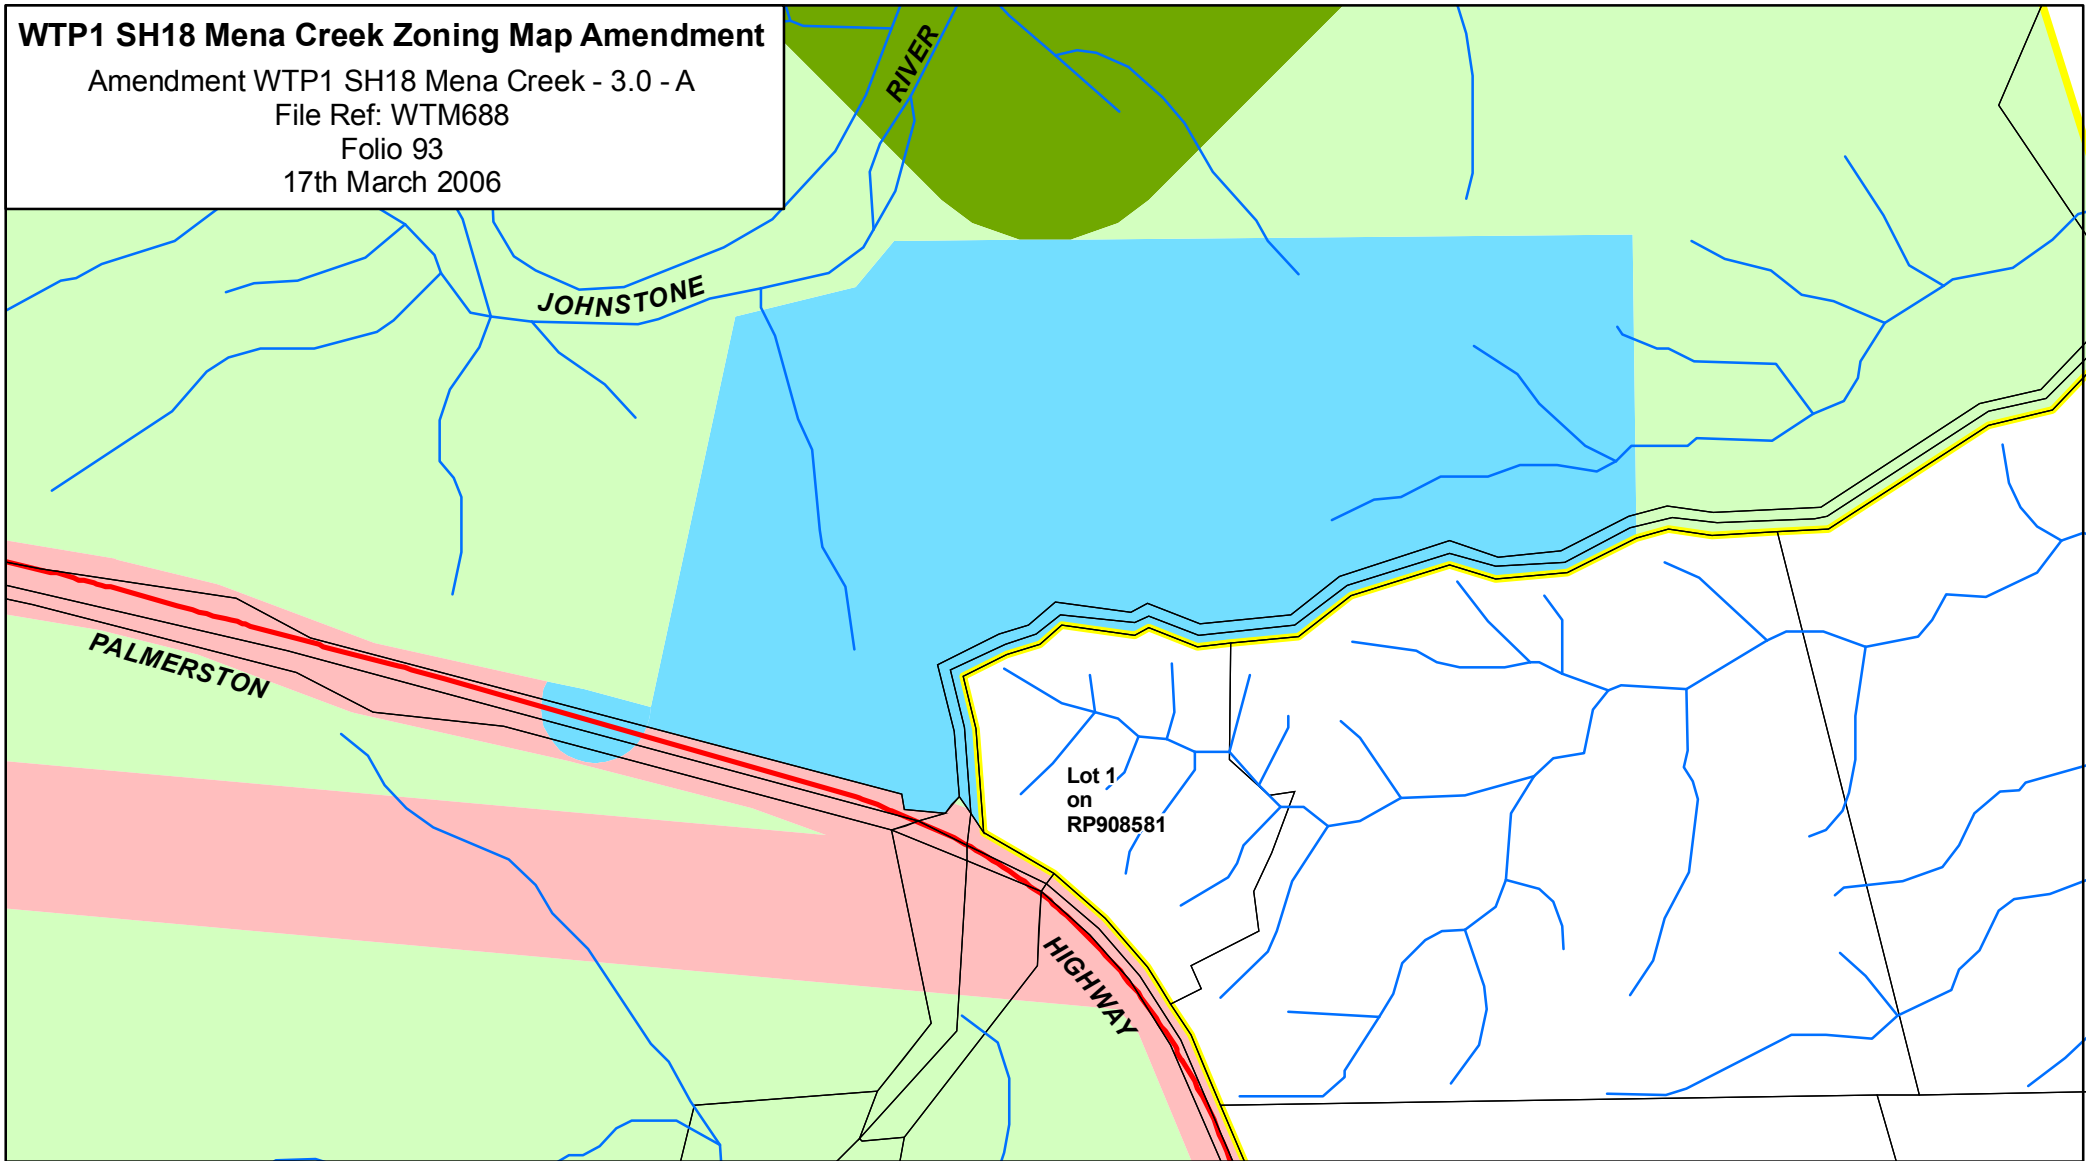 WTP1 SH18 Mena Creek Zoning Map Amendment
Amendment WTP1 SH18 Mena Creek - 3.0 - A
File Ref: WTM688
Folio 93
17th March 2006
RIVER
JOHNSTONE
PALMERSTON
Lot 1
on
RP908581
HIGHWAY